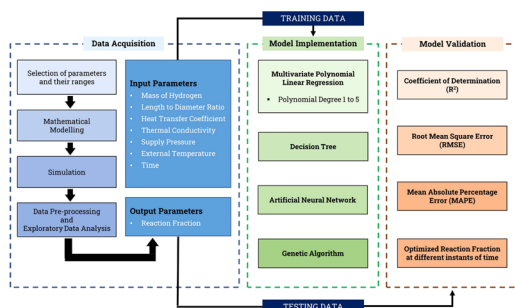 TRAINING DATA
Data Acquisition
Selection of parameters
and their ranges
Mathematical
Modelling
Simulation
Data Pre-processing
and
Exploratory Data Analysis
Input Parameters
• Mass of Hydrogen
• Length to Diameter Ratio
• Heat Transfer Coefficient
• Thermal Conductivity
• Supply Pressure
• External Temperature
• Time
Output Parameters
• Reaction Fraction
Model Implementation
Multivariate Polynomial
Linear Regression
• Polynomial Degree 1 to 5
Decision Tree
Artificial Neural Network
Genetic Algorithm
Model Validation
Coefficient of Determination
(R²)
Root Mean Square Error
(RMSE)
Mean Absolute Percentage
Error (MAPE)
Optimized Reaction Fraction
at different instants of time
TESTING DATA